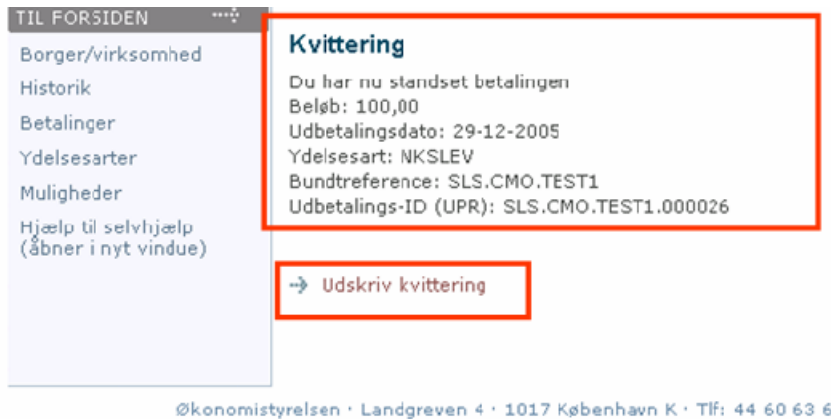 TIL FORSIDEN
Borger/virksomhed
Historik
Betalinger
Ydelsesarter
Muligheder
Hjælp til selvhjælp
(åbner i nyt vindue)
Kvittering
Du har nu standset betalingen
Beløb: 100,00
Udbetalingsdato: 29-12-2005
Ydelsesart: NKSLEV
Bundtreference: SLS.CMO.TEST1
Udbetalings-ID (UPR): SLS.CMO.TEST1.000026
Udskriv kvittering
Økonomistyrelsen · Landgreven 4 · 1017 København K · Tlf: 44 60 63 6